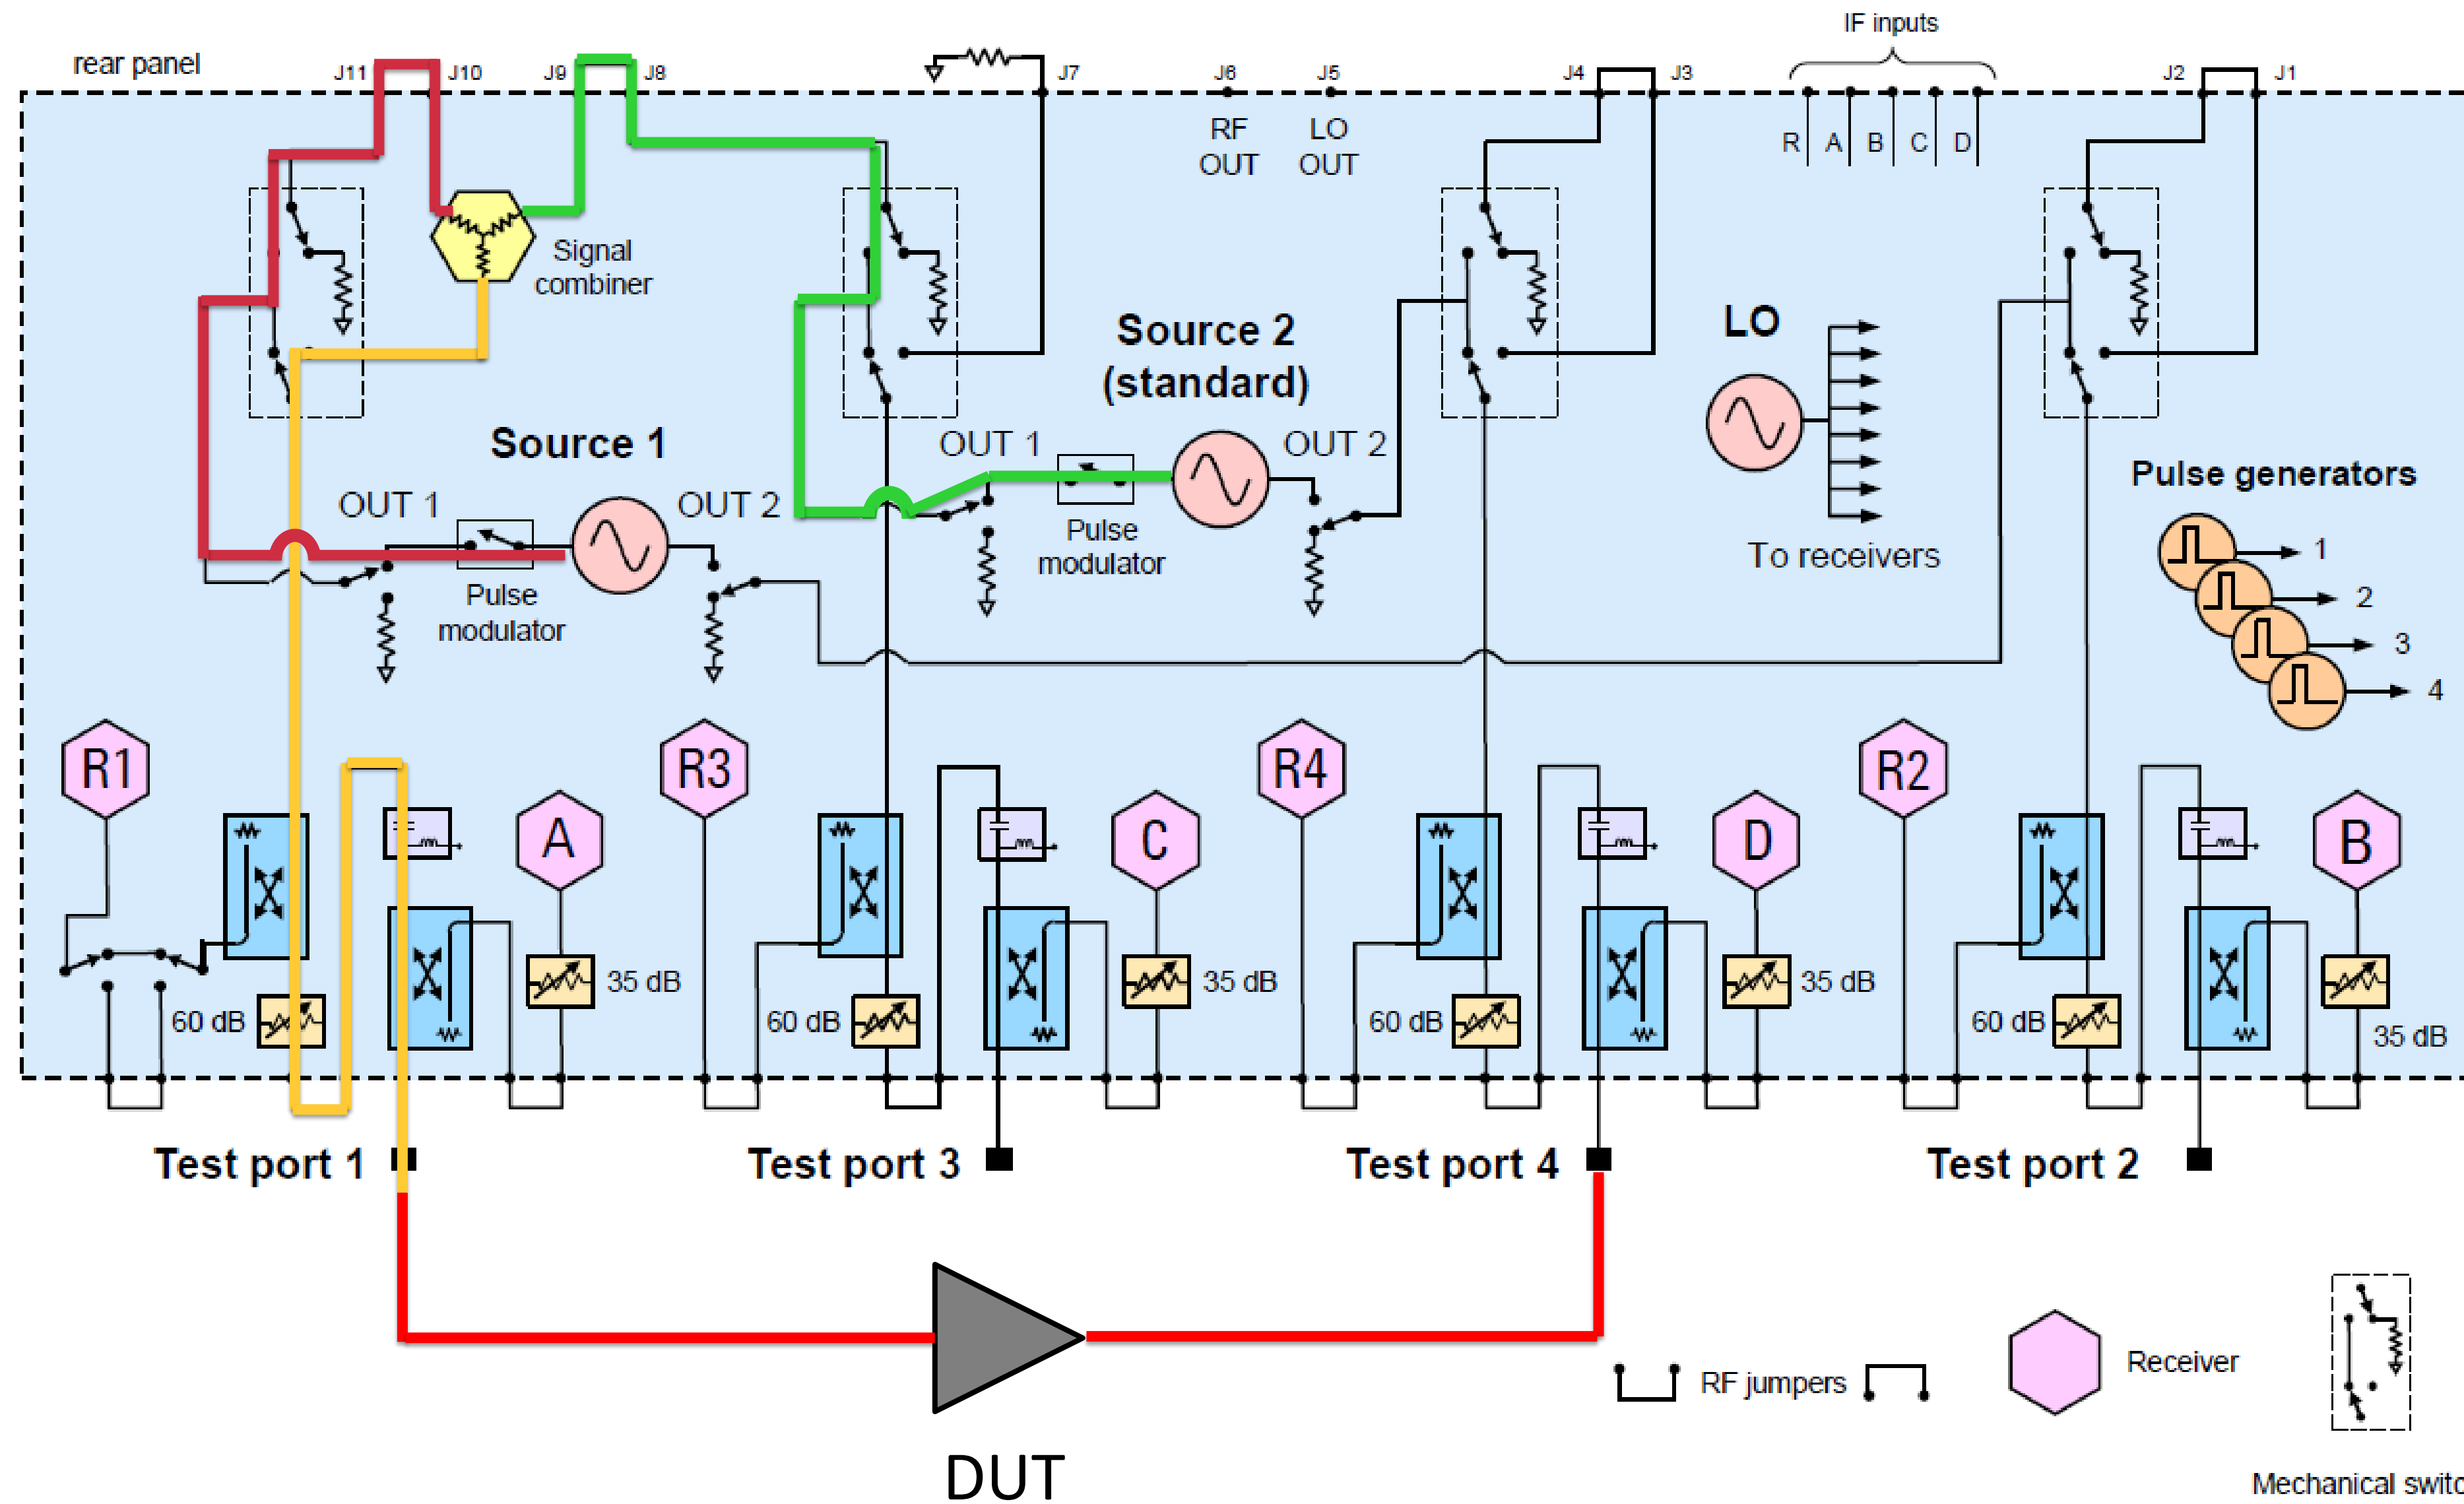 IF inputs
rear panel
J11
J10
J9
J8
J7
J6
J5
J4
J3
J2
J1
RF
OUT
LO
OUT
R
A
B
C
D
Signal
combiner
Source 2
(standard)
LO
Source 1
OUT 1
OUT 2
OUT 1
OUT 2
Pulse generators
Pulse
modulator
Pulse
modulator
To receivers
1
2
3
4
R1
R3
R4
R2
A
C
D
B
35 dB
35 dB
35 dB
60 dB
60 dB
60 dB
60 dB
35 dB
Test port 1
Test port 3
Test port 4
Test port 2
Receiver
RF jumpers
DUT
Mechanical switc